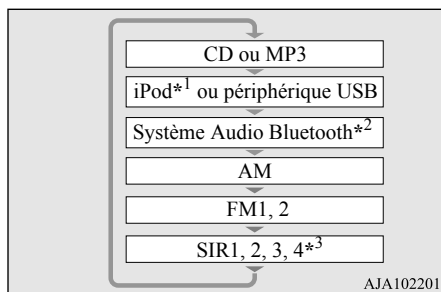 CD ou MP3
iPod*1 ou périphérique USB
Système Audio Bluetooth*2
AM
FM1, 2
SIR1, 2, 3, 4*3
AJA102201